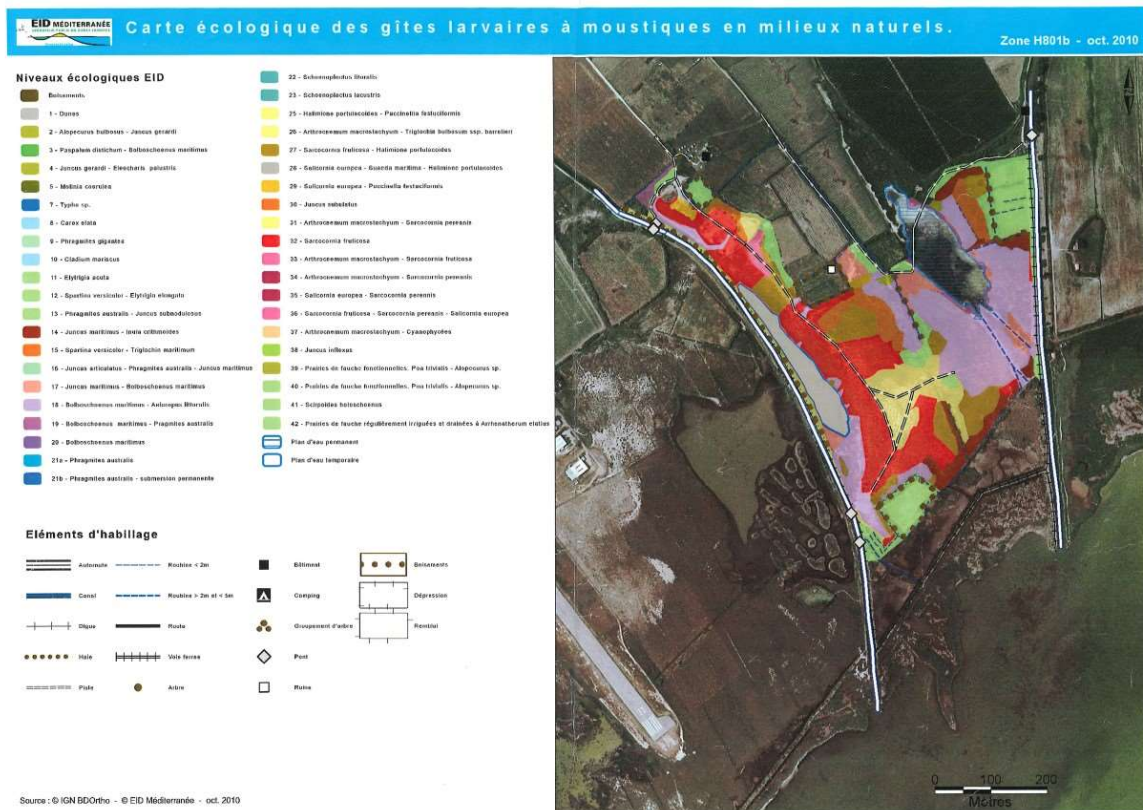 EID MÉDITERRANÉE
Carte écologique des gîtes larvaires à moustiques en milieux naturels.
Zone H801b - oct. 2010
Niveaux écologiques EID
Boisements
1 - Dunes
2 - Alopecurus bulbosus - Juncus gerardi
3 - Paspalum distichum - Bolboschoenus maritimus
4 - Juncus gerardi - Eleocharis palustris
5 - Molinia caerulea
7 - Typha sp.
8 - Carex elata
9 - Phragmites gigantea
10 - Cladium mariscus
11 - Elytrigia acuta
12 - Spartina versicolor - Elytrigia elongata
13 - Phragmites australis - Juncus subnodulosus
14 - Juncus maritimus - Inula crithmoides
15 - Spartina versicolor - Triglochin maritimum
16 - Juncus articulatus - Phragmites australis - Juncus maritimus
17 - Juncus maritimus - Bolboschoenus maritimus
18 - Bolboschoenus maritimus - Aeluropus littoralis
19 - Bolboschoenus maritimus - Pragmites australis
20 - Bolboschoenus maritimus
21a - Phragmites australis
21b - Phragmites australis - submersion permanente
22 - Schoenoplectus litoralis
23 - Schoenoplectus lacustris
25 - Halimione portulcoides - Puccinella festuciformis
26 - Arthrocnemum macrostachyum - Triglochin bulbosum ssp. barrelieri
27 - Sarcocornia fruticosa - Halimione portulacoides
28 - Salicornia europea - Suaeda maritima - Halimione portulanoides
29 - Salicornia europea - Puccinella festuciformis
30 - Juncus subulatus
31 - Arthrocnemum macrostachyum - Sarcocornia perennis
32 - Sarcocornia fruticosa
33 - Arthrocnemum macrostachyum - Sarcocornia fruticosa
34 - Arthrocnemum macrostachyum - Sarcocornia perennis
35 - Salicornia europea - Sarcocornia perennis
36 - Sarcocornia fruticosa - Sarcocornia perennis - Salicornia europea
37 - Arthrocnemum macrostachyum - Cyanophycées
38 - Juncus inflexus
39 - Prairies de fauche fonctionnelles. Poa trivialis - Alopecurus sp.
40 - Prairies de fauche fonctionnelles. Poa trivialis - Alopecurus sp.
41 - Scirpoides holoschoenus
42 - Prairies de fauche régulièrement irriguées et drainées à Arrhenatherum elatius
Plan d'eau permanent
Plan d'eau temporaire
Eléments d'habillage
Autoroute
Canal
Digue
Haie
Piste
Roubine < 2m
Roubine > 2m et < 5m
Route
Voie ferree
Arbre
Bâtiment
Camping
Groupement d'arbre
Pont
Ruine
Boisements
Dépression
Remblai
0 100 200
Mètres
Source : © IGN BDOrtho - © EID Méditerranée - oct. 2010